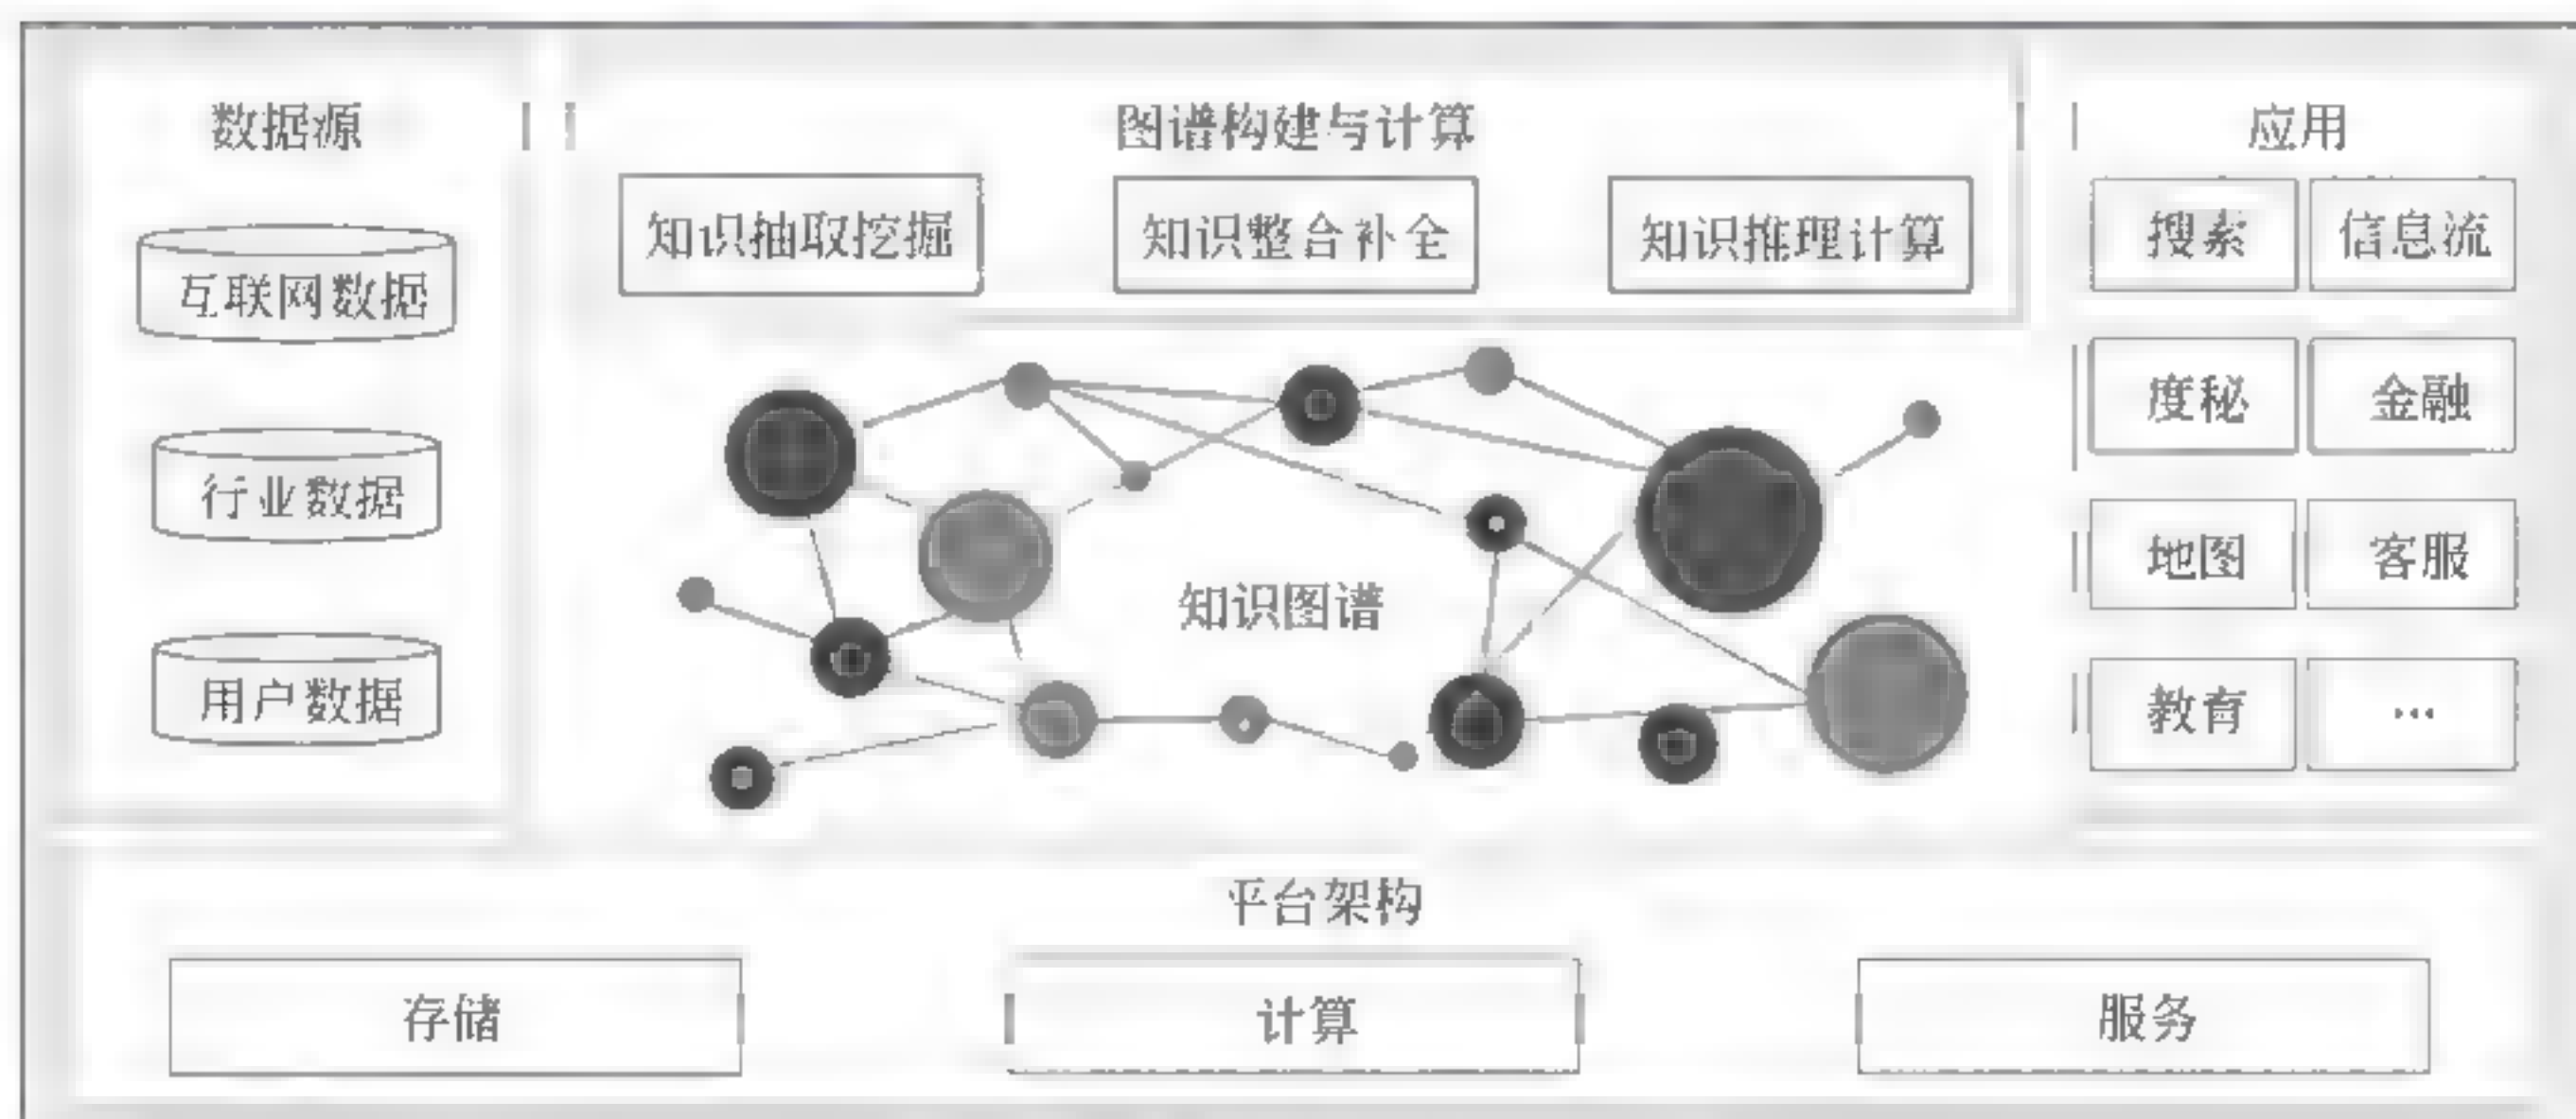 数据源
互联网数据
行业数据
用户数据
图谱构建与计算
知识抽取挖掘
知识整合补全
知识推理计算
知识图谱
应用
搜索
信息流
度秘
金融
地图
客服
教育
...
平台架构
存储
计算
服务